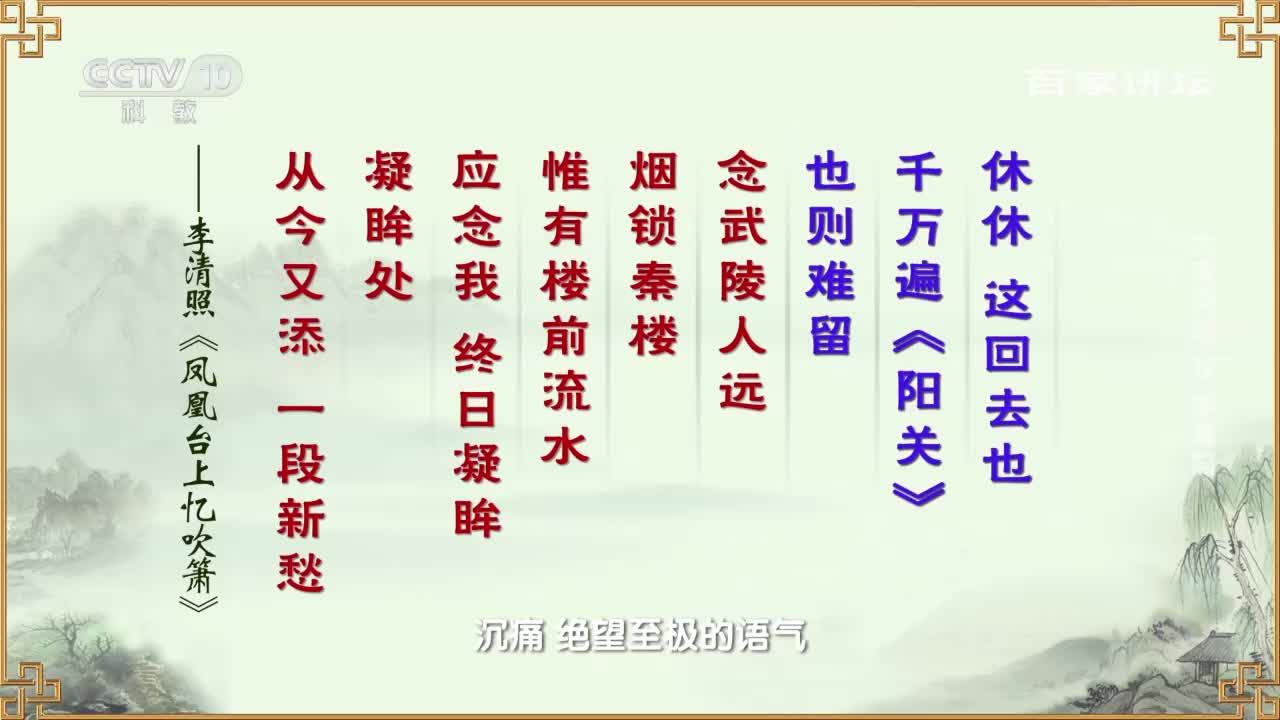 CCTV 10
科教
百家讲坛
休休 这回去也
千万遍《阳关》
也则难留
念武陵人远
烟锁秦楼
惟有楼前流水
应念我 终日凝眸
凝眸处
从今又添 一段新愁
——李清照《凤凰台上忆吹箫》
沉痛 绝望至极的语气